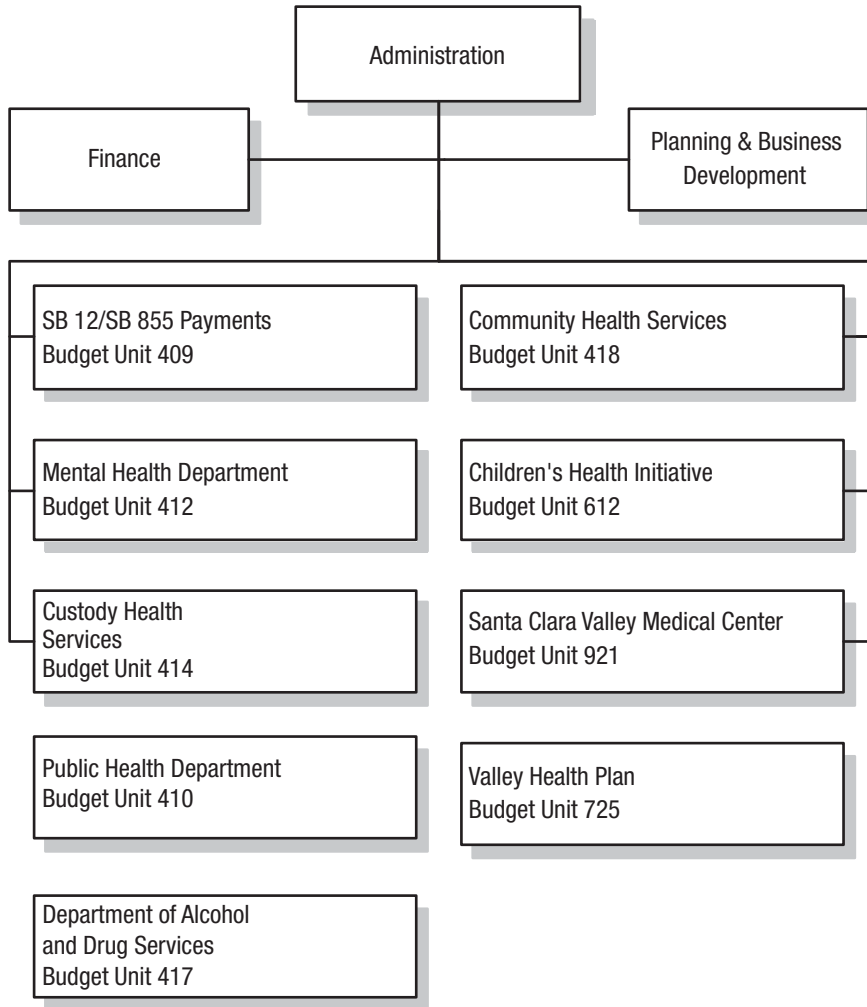 Administration
Finance
Planning & Business
Development
SB 12/SB 855 Payments
Budget Unit 409
Community Health Services
Budget Unit 418
Mental Health Department
Budget Unit 412
Children's Health Initiative
Budget Unit 612
Custody Health
Services
Budget Unit 414
Santa Clara Valley Medical Center
Budget Unit 921
Public Health Department
Budget Unit 410
Valley Health Plan
Budget Unit 725
Department of Alcohol
and Drug Services
Budget Unit 417